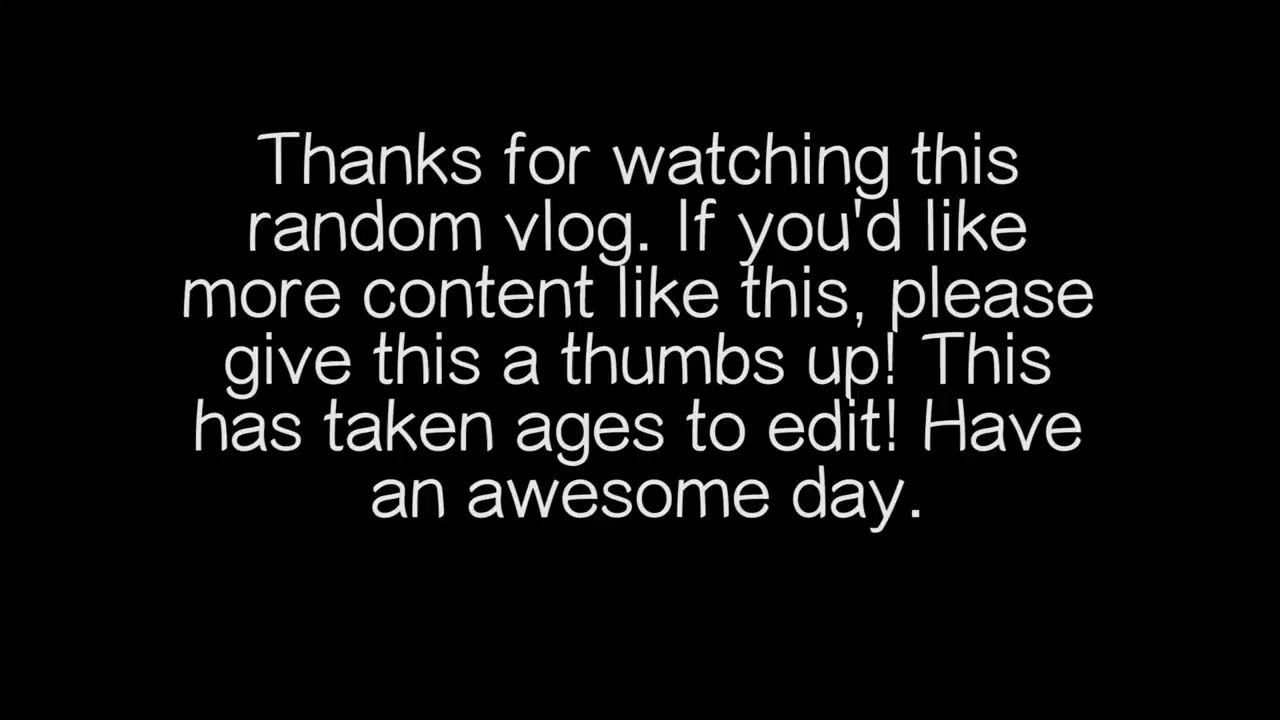 Thanks for watching this
random vlog. If you'd like
more content like this, please
give this a thumbs up! This
has taken ages to edit! Have
an awesome day.